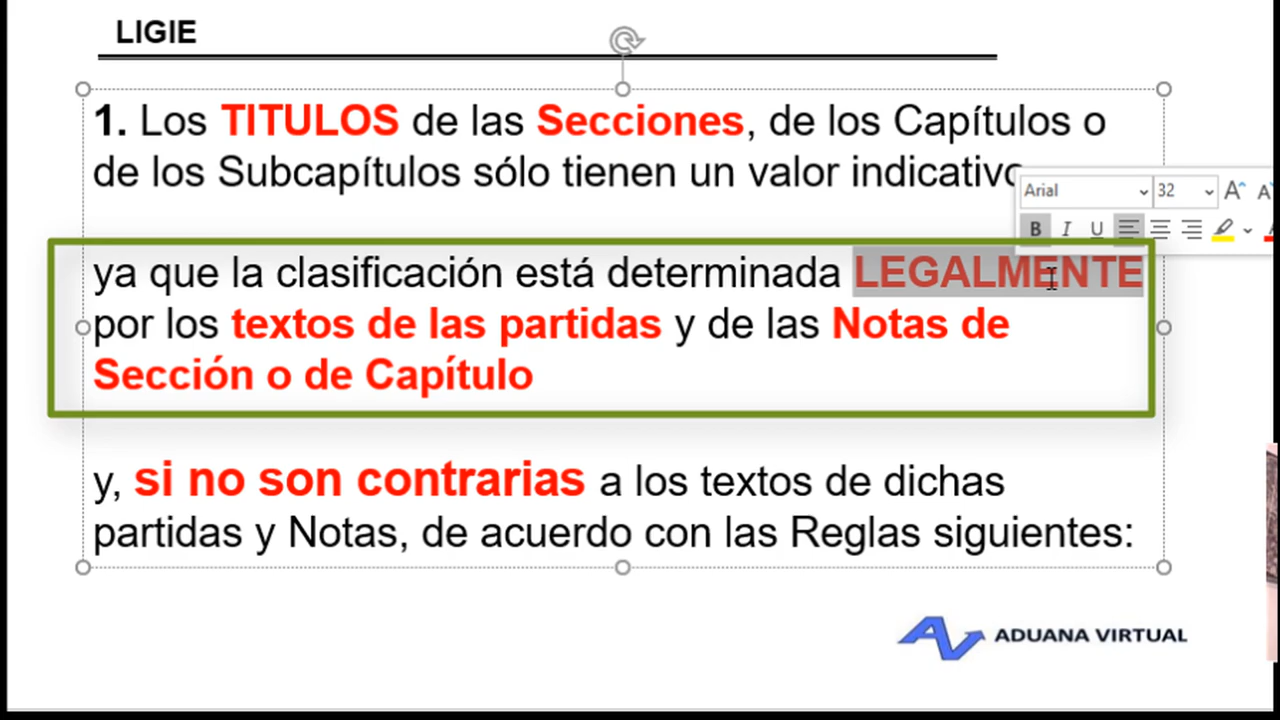 LIGIE
1. Los TITULOS de las Secciones, de los Capítulos o
de los Subcapítulos sólo tienen un valor indicativo
Arial 32
B I U
ya que la clasificación está determinada LEGALMENTE
por los textos de las partidas y de las Notas de
Sección o de Capítulo
y, si no son contrarias a los textos de dichas
partidas y Notas, de acuerdo con las Reglas siguientes:
AV ADUANA VIRTUAL